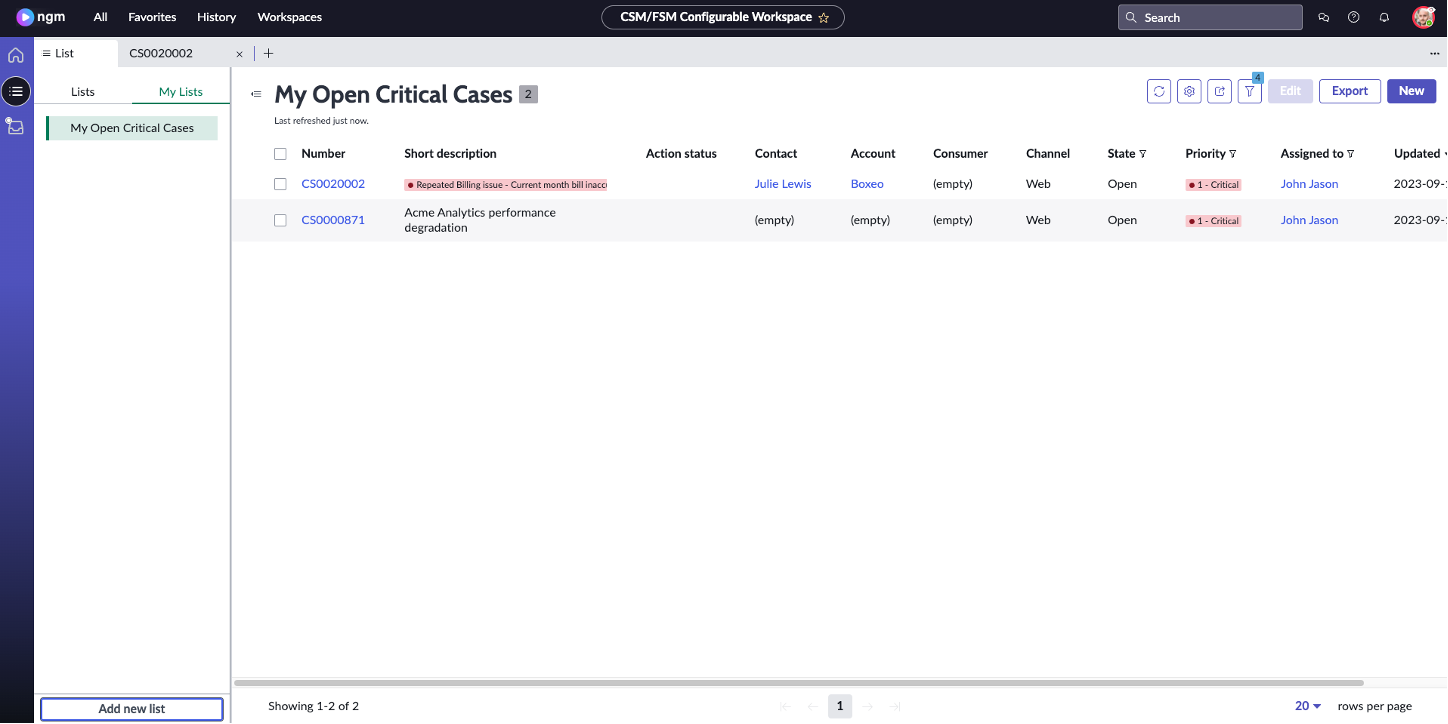 ngm All Favorites History Workspaces CSM/FSM Configurable Workspace Search
List CS0020002
Lists My Lists
My Open Critical Cases
Add new list
My Open Critical Cases 2
Last refreshed just now.
4
Edit Export New
Number Short description Action status Contact Account Consumer Channel State Priority Assigned to Updated
CS0020002 Repeated Billing issue - Current month bill inacc Julie Lewis Boxeo (empty) Web Open 1 - Critical John Jason 2023-09-
CS0000871 Acme Analytics performance (empty) (empty) (empty) Web Open 1 - Critical John Jason 2023-09-
degradation
Showing 1-2 of 2 1 20 rows per page